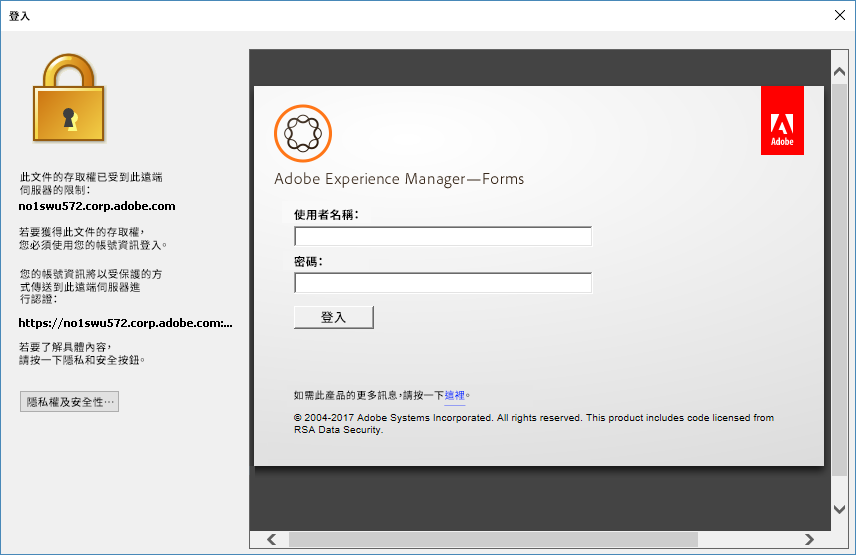 登入
此文件的存取權已受到此遠端
伺服器的限制：
no1swu572.corp.adobe.com
若要獲得此文件的存取權，
您必須使用您的帳號資訊登入。
您的帳號資訊將以受保護的方
式傳送到此遠端伺服器進
行認證：
https://no1swu572.corp.adobe.com:...
若要了解具體內容，
請按一下隱私和安全按鈕。
隱私權及安全性…
Adobe
Adobe Experience Manager—Forms
使用者名稱：
密碼：
登入
如需此產品的更多訊息，請按一下這裡。
© 2004-2017 Adobe Systems Incorporated. All rights reserved. This product includes code licensed from
RSA Data Security.